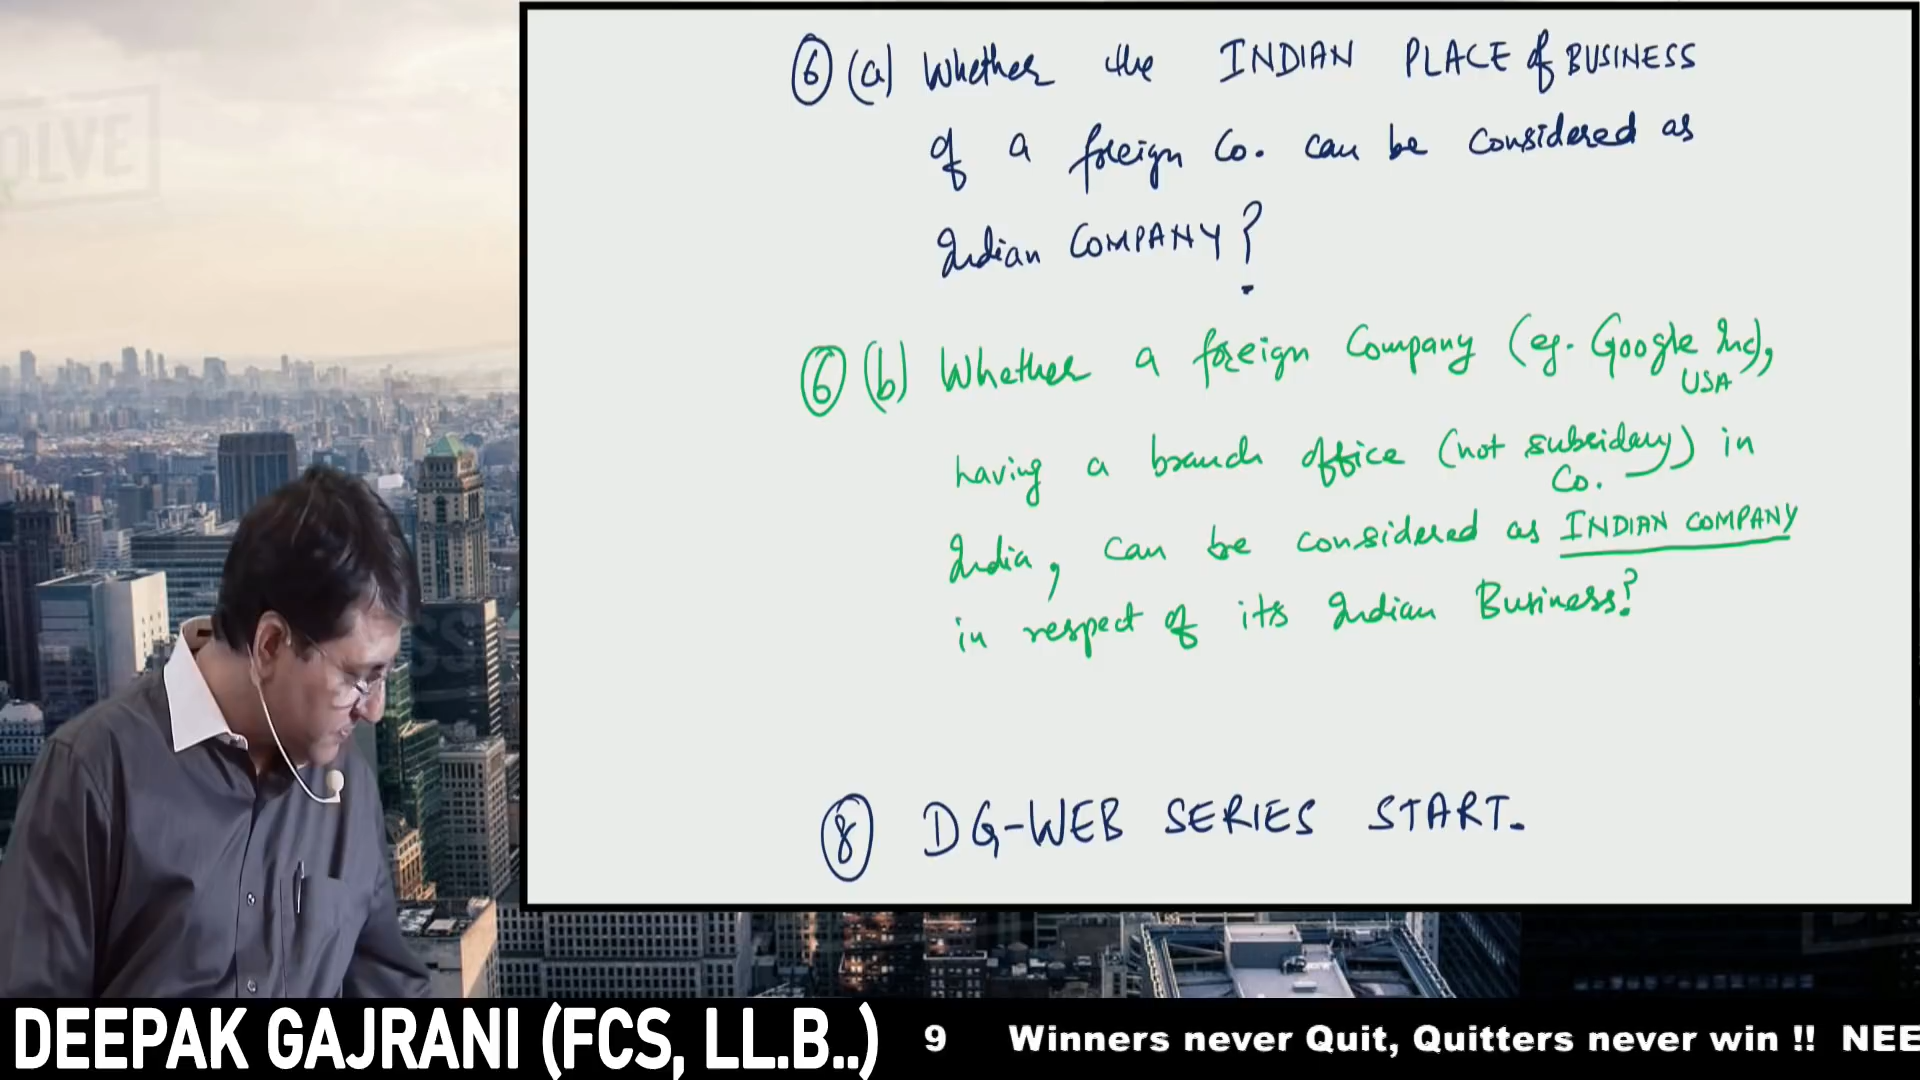 OLVE
⑥ (a) Whether the INDIAN PLACE of BUSINESS
of a foreign Co. can be considered as
Indian COMPANY?
⑥ (b) Whether a foreign Company (eg. Google Inc),
USA
having a branch office (not subsidary) in
Co.
India, can be considered as INDIAN COMPANY
in respect of its Indian Business?
⑧ DG-WEB SERIES START.
DEEPAK GAJRANI (FCS, LL.B..) 9 Winners never Quit, Quitters never win !! NEE